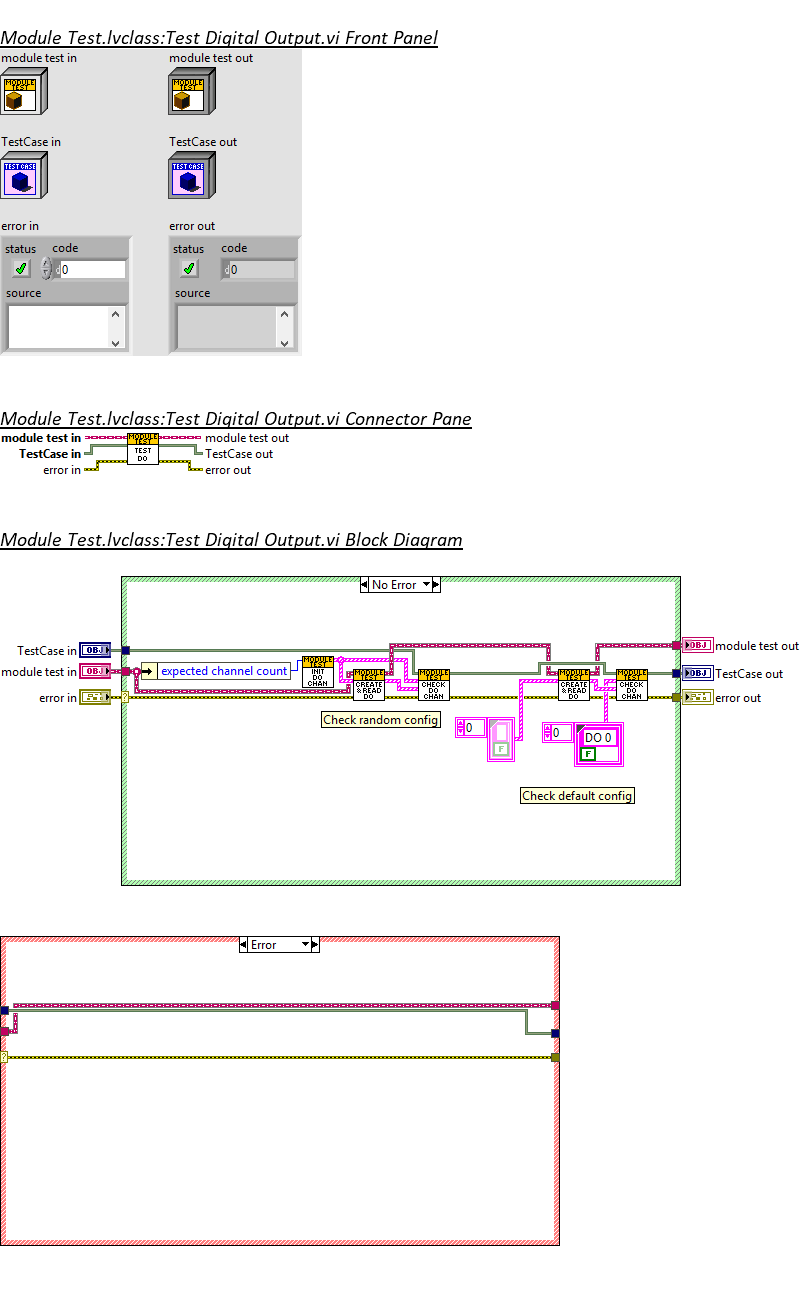 Module Test.lvclass:Test Digital Output.vi Front Panel
module test in module test out
MODULE TEST MODULE TEST
TestCase in TestCase out
TEST CASE TEST CASE
error in error out
status code status code
0 0
source source
Module Test.lvclass:Test Digital Output.vi Connector Pane
module test in MODULE TEST module test out
TestCase in TEST DO TestCase out
error in error out
Module Test.lvclass:Test Digital Output.vi Block Diagram
No Error
TestCase in OBJ OBJ module test out
module test in OBJ expected channel count OBJ TestCase out
error in ? error out
MODULE TEST INIT DO CHAN
MODULE TEST CREATE & READ DO
MODULE TEST CHECK DO CHAN
MODULE TEST CREATE & READ DO
MODULE TEST CHECK DO CHAN
Check random config
0 F 0 DO 0 F
Check default config
Error
?